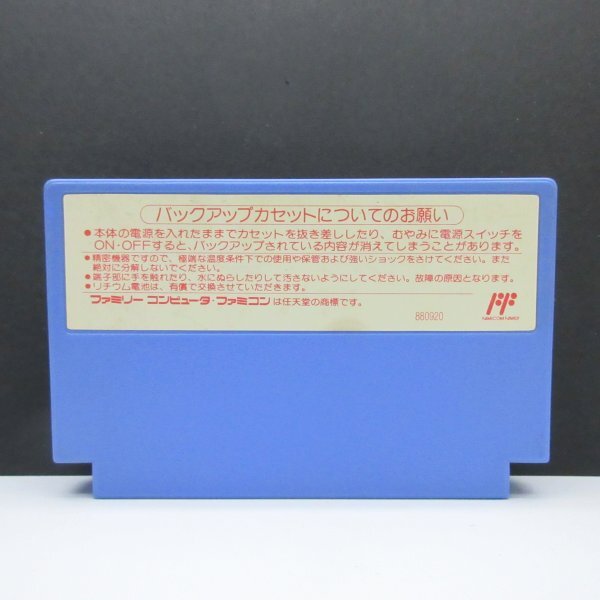 バックアップカセットについてのお願い
●本体の電源を入れたままでカセットを抜き差ししたり、むやみに電源スイッチを
ON・OFFすると、バックアップされている内容が消えてしまうことがあります。
●精密機器ですので、極端な温度条件下での使用や保管および強いショックをさけてください。また
絶対に分解しないでください。
●端子部に手を触れたり、水にぬらしたりして汚さないようにしてください。故障の原因となります。
●リチウム電池は、有償で交換させていただきます。
ファミリー コンピュータ・ファミコン は任天堂の商標です。
880920